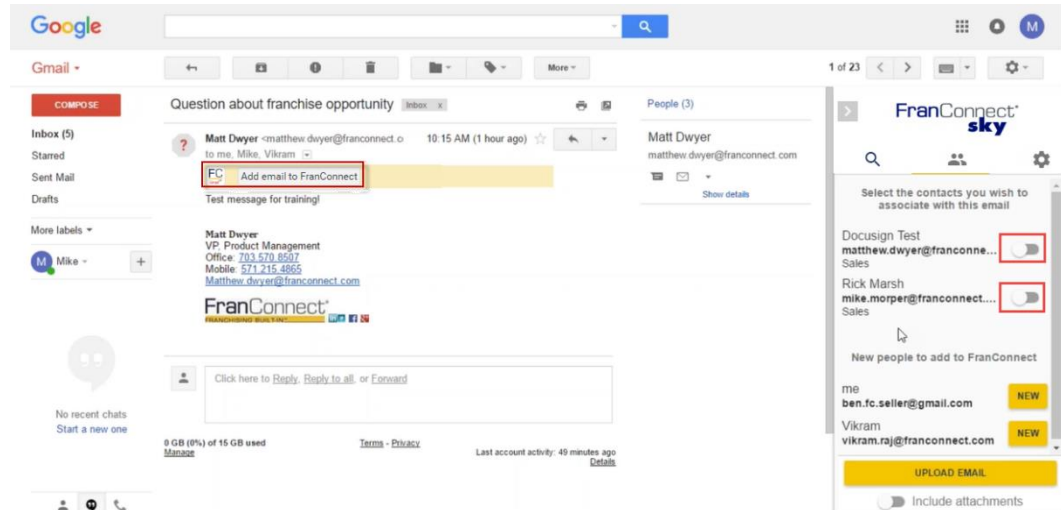 Google
M
Gmail
More
1 of 23
COMPOSE
Inbox (5)
Starred
Sent Mail
Drafts
More labels
M Mike
+
No recent chats
Start a new one
Question about franchise opportunity Inbox x
?
Matt Dwyer <matthew.dwyer@franconnect.o 10:15 AM (1 hour ago)
to me, Mike, Vikram
FC Add email to FranConnect
Test message for training!
Matt Dwyer
VP, Product Management
Office: 703.570.8507
Mobile: 571.215.4865
Matthew.dwyer@franconnect.com
FranConnect
FRANCHISING BUILT-IN
Click here to Reply, Reply to all, or Forward
0 GB (0%) of 15 GB used
Manage
Terms - Privacy
Last account activity: 49 minutes ago
Details
People (3)
Matt Dwyer
matthew.dwyer@franconnect.com
Show details
FranConnect
sky
Select the contacts you wish to
associate with this email
Docusign Test
matthew.dwyer@franconne...
Sales
Rick Marsh
mike.morper@franconnect....
Sales
New people to add to FranConnect
me
ben.fc.seller@gmail.com
NEW
Vikram
vikram.raj@franconnect.com
NEW
UPLOAD EMAIL
Include attachments